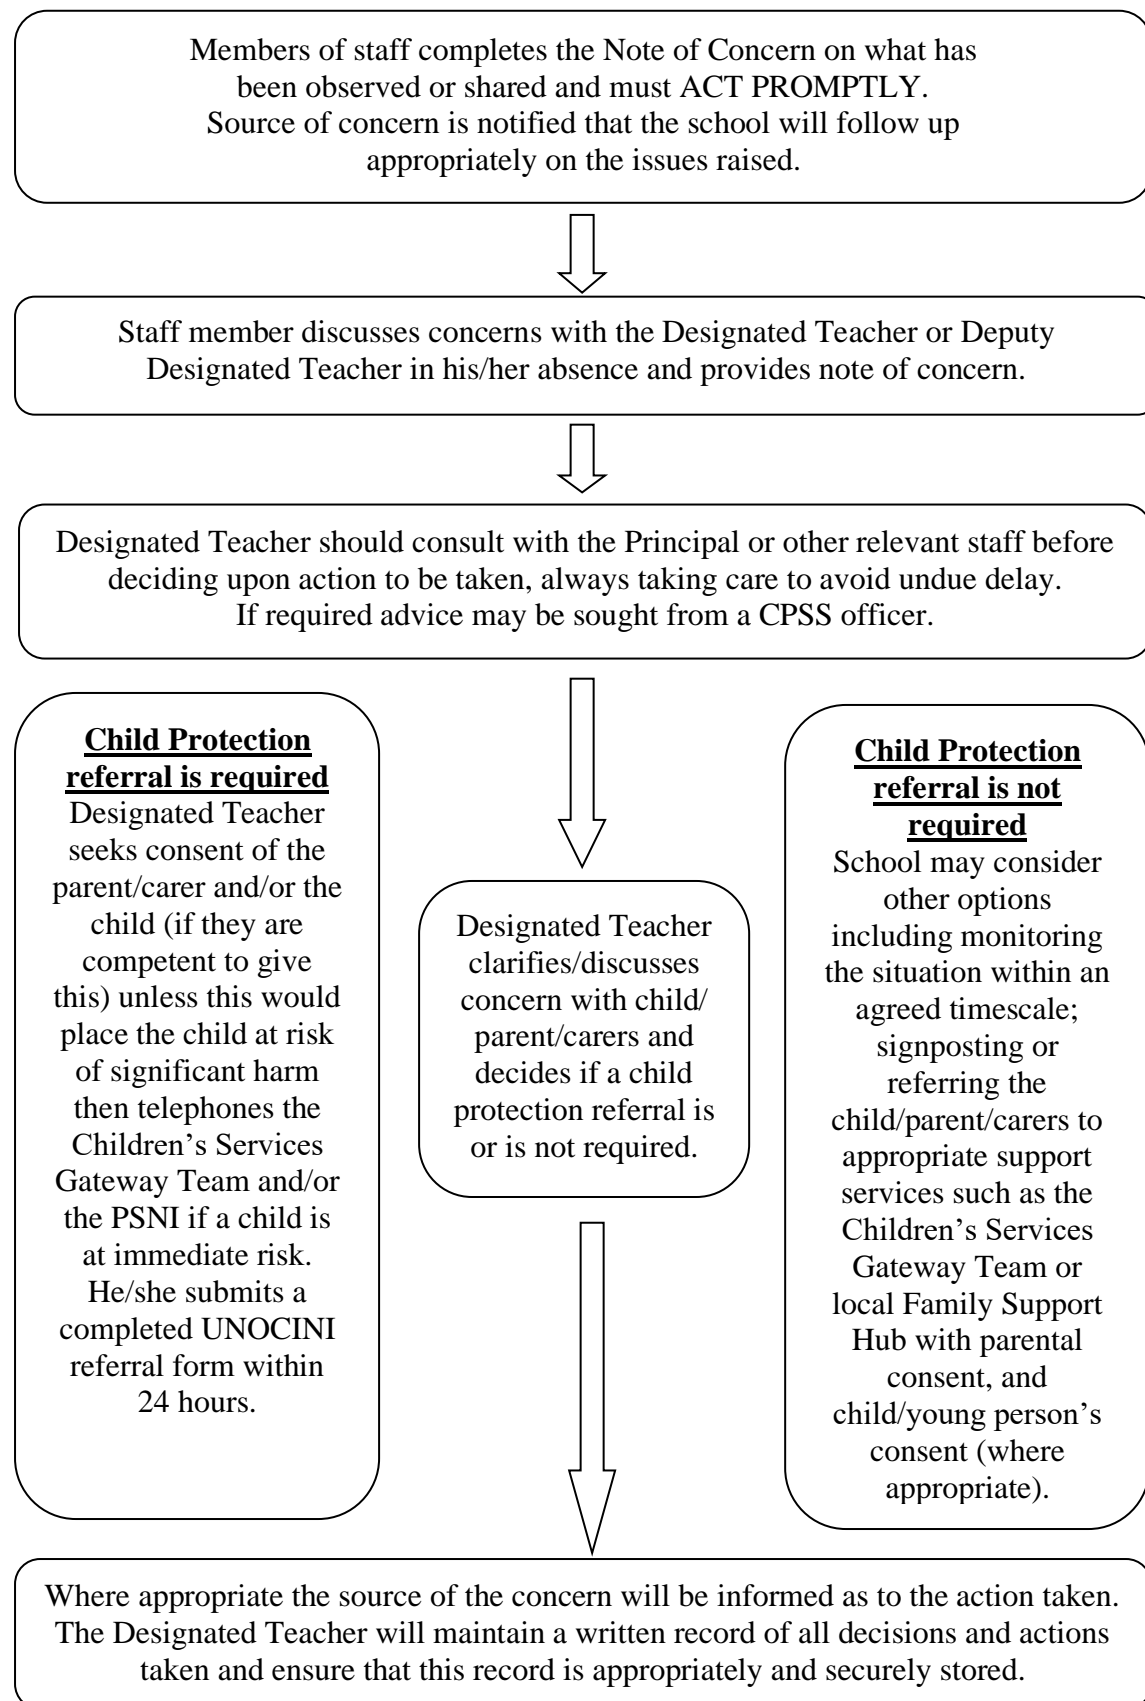 Members of staff completes the Note of Concern on what has
been observed or shared and must ACT PROMPTLY.
Source of concern is notified that the school will follow up
appropriately on the issues raised.
Staff member discusses concerns with the Designated Teacher or Deputy
Designated Teacher in his/her absence and provides note of concern.
Designated Teacher should consult with the Principal or other relevant staff before
deciding upon action to be taken, always taking care to avoid undue delay.
If required advice may be sought from a CPSS officer.
Child Protection
referral is required
Designated Teacher
seeks consent of the
parent/carer and/or the
child (if they are
competent to give
this) unless this would
place the child at risk
of significant harm
then telephones the
Children’s Services
Gateway Team and/or
the PSNI if a child is
at immediate risk.
He/she submits a
completed UNOCINI
referral form within
24 hours.
Designated Teacher
clarifies/discusses
concern with child/
parent/carers and
decides if a child
protection referral is
or is not required.
Child Protection
referral is not
required
School may consider
other options
including monitoring
the situation within an
agreed timescale;
signposting or
referring the
child/parent/carers to
appropriate support
services such as the
Children’s Services
Gateway Team or
local Family Support
Hub with parental
consent, and
child/young person’s
consent (where
appropriate).
Where appropriate the source of the concern will be informed as to the action taken.
The Designated Teacher will maintain a written record of all decisions and actions
taken and ensure that this record is appropriately and securely stored.